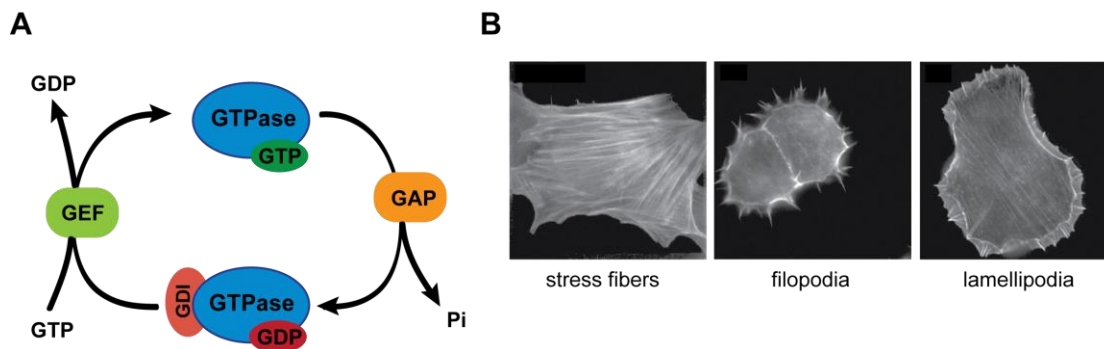 A
GDP
GTPase
GTP
GEF
GAP
GDI
GTPase
GDP
GTP
Pi
B
stress fibers
filopodia
lamellipodia